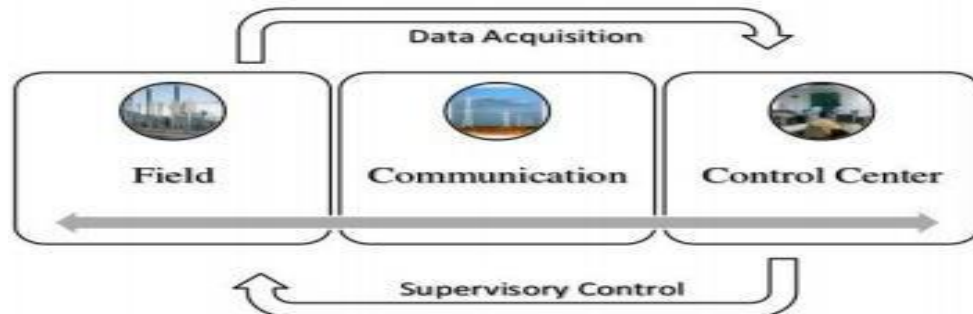 Data Acquisition
Field
Communication
Control Center
Supervisory Control